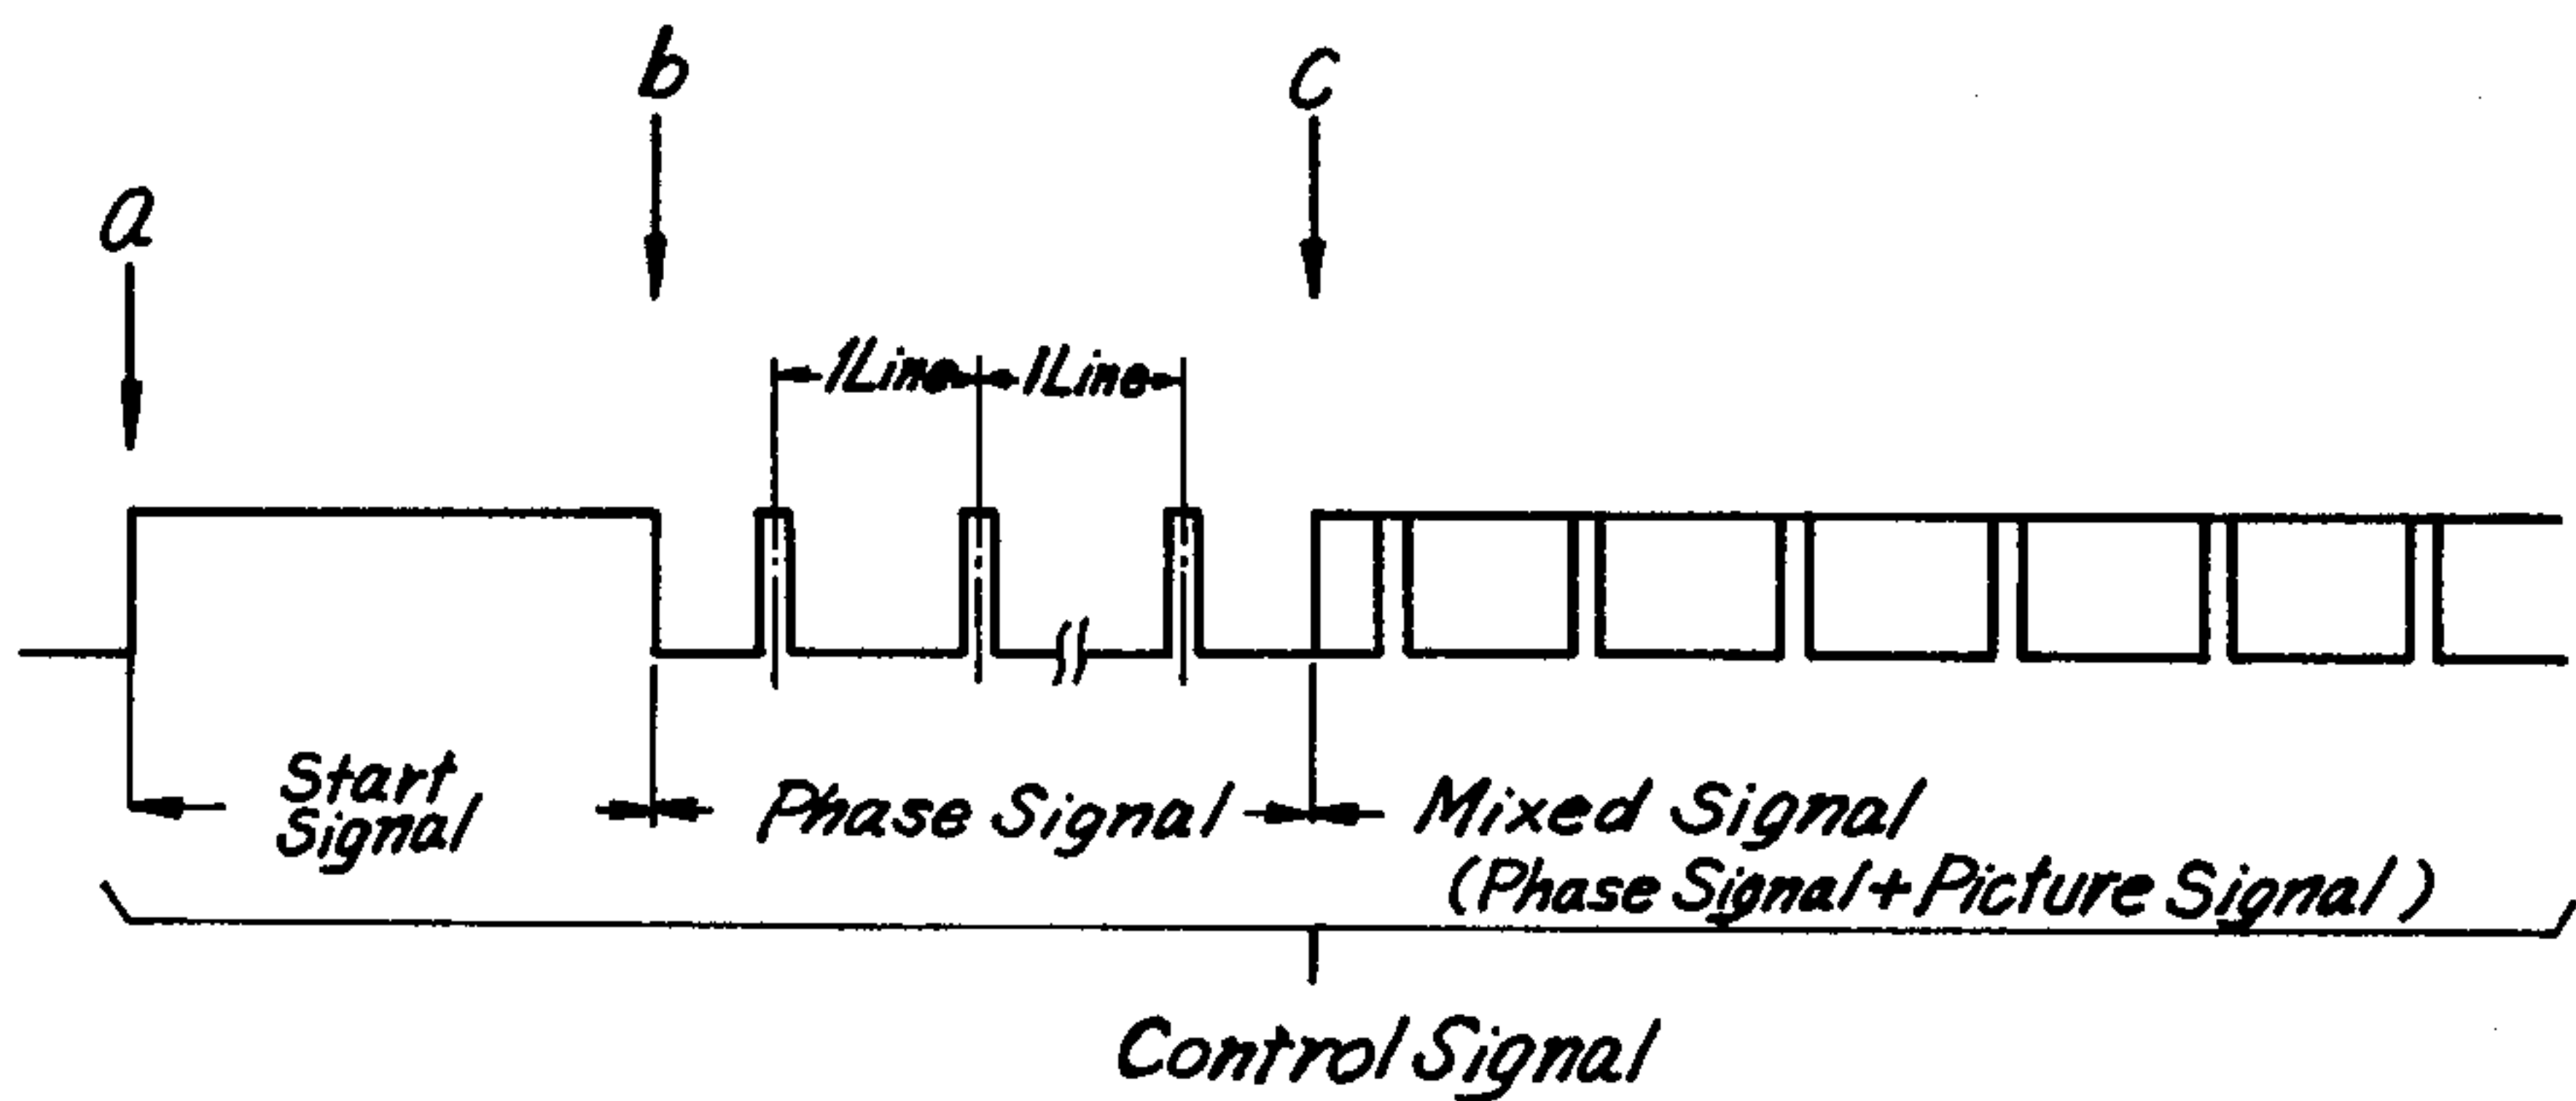 a
b
C
1Line
1Line
Start
Signal
Phase Signal
Mixed Signal
(Phase Signal+Picture Signal)
Control Signal